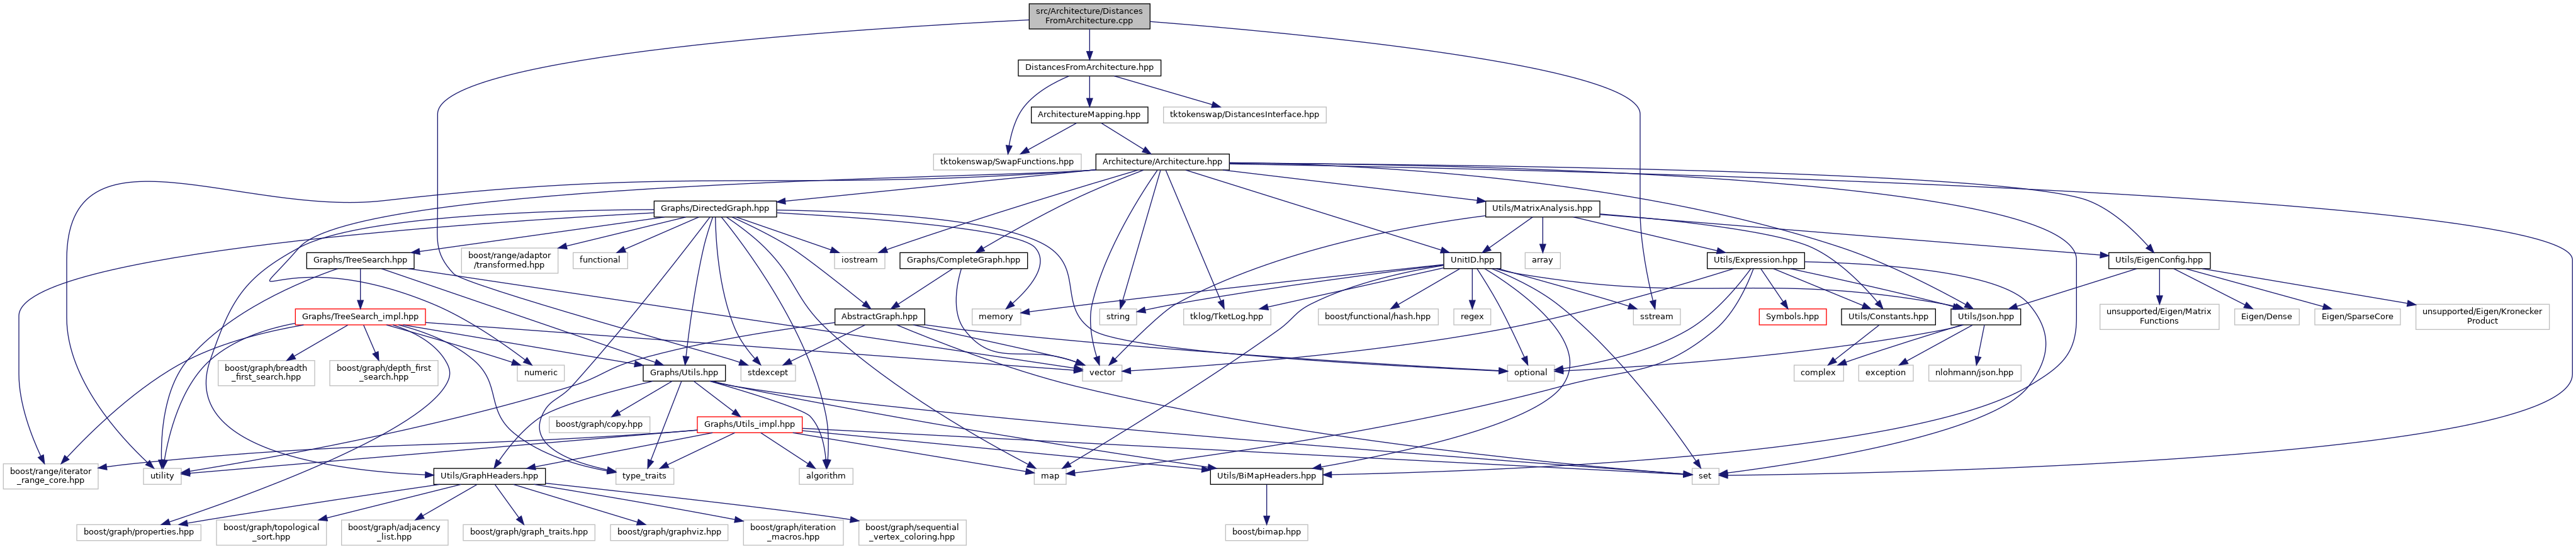 src/Architecture/Distances
FromArchitecture.cpp
DistancesFromArchitecture.hpp
ArchitectureMapping.hpp
tktokenswap/DistancesInterface.hpp
tktokenswap/SwapFunctions.hpp
Architecture/Architecture.hpp
Graphs/DirectedGraph.hpp
Utils/MatrixAnalysis.hpp
Graphs/TreeSearch.hpp
boost/range/adaptor
/transformed.hpp
functional
iostream
Graphs/CompleteGraph.hpp
UnitID.hpp
array
Utils/Expression.hpp
Utils/EigenConfig.hpp
Graphs/TreeSearch_impl.hpp
AbstractGraph.hpp
memory
string
tklog/TketLog.hpp
boost/functional/hash.hpp
regex
sstream
Symbols.hpp
Utils/Constants.hpp
Utils/Json.hpp
unsupported/Eigen/Matrix
Functions
Eigen/Dense
Eigen/SparseCore
unsupported/Eigen/Kronecker
Product
boost/graph/breadth
_first_search.hpp
boost/graph/depth_first
_search.hpp
numeric
Graphs/Utils.hpp
stdexcept
vector
optional
complex
exception
nlohmann/json.hpp
boost/graph/copy.hpp
Graphs/Utils_impl.hpp
boost/range/iterator
_range_core.hpp
utility
Utils/GraphHeaders.hpp
type_traits
algorithm
map
Utils/BiMapHeaders.hpp
set
boost/graph/properties.hpp
boost/graph/topological
_sort.hpp
boost/graph/adjacency
_list.hpp
boost/graph/graph_traits.hpp
boost/graph/graphviz.hpp
boost/graph/iteration
_macros.hpp
boost/graph/sequential
_vertex_coloring.hpp
boost/bimap.hpp